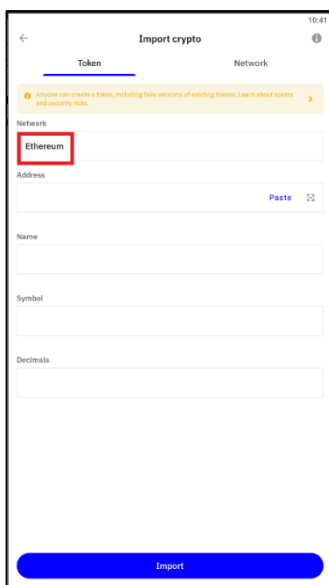 10:41
Import crypto
Token Network
Anyone can create a token, including fake versions of existing tokens. Learn about scams
and security risks.
Network
Ethereum
Address
Paste
Name
Symbol
Decimals
Import